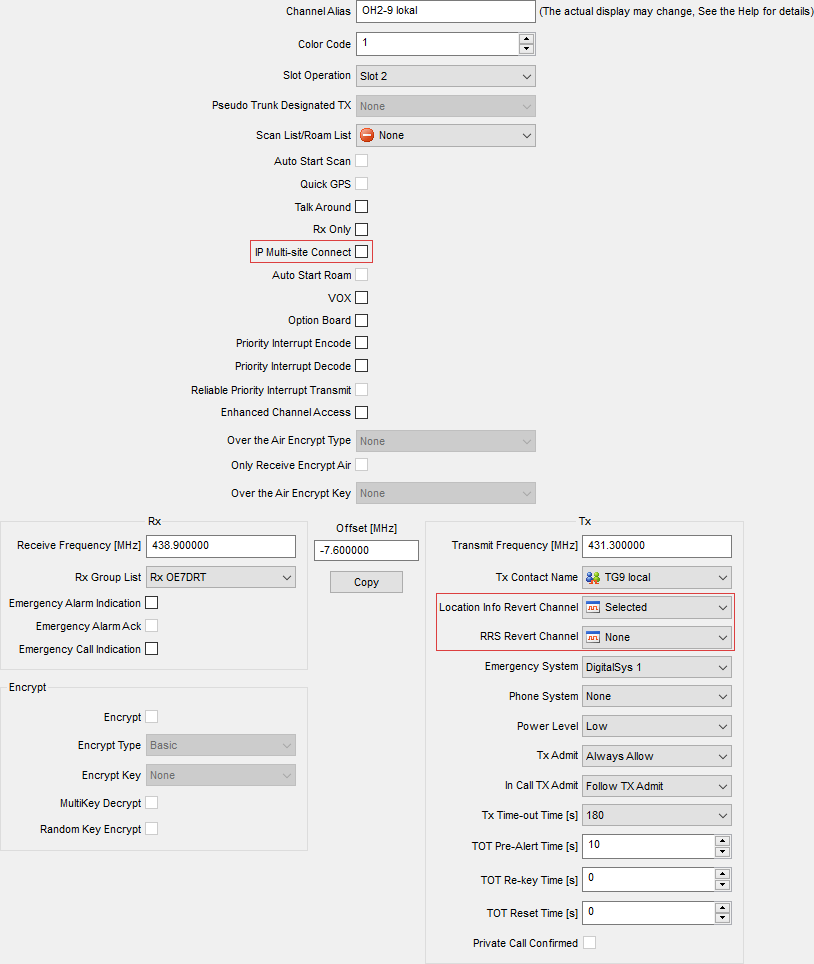 Channel Alias OH2-9 lokal (The actual display may change, See the Help for details)
Color Code 1
Slot Operation Slot 2
Pseudo Trunk Designated TX None
Scan List/Roam List None
Auto Start Scan
Quick GPS
Talk Around
Rx Only
IP Multi-site Connect
Auto Start Roam
VOX
Option Board
Priority Interrupt Encode
Priority Interrupt Decode
Reliable Priority Interrupt Transmit
Enhanced Channel Access
Over the Air Encrypt Type None
Only Receive Encrypt Air
Over the Air Encrypt Key None
Rx
Receive Frequency [MHz] 438.900000
Rx Group List Rx OE7DRT
Emergency Alarm Indication
Emergency Alarm Ack
Emergency Call Indication
Encrypt
Encrypt
Encrypt Type Basic
Encrypt Key None
MultiKey Decrypt
Random Key Encrypt
Offset [MHz]
-7.600000
Copy
Tx
Transmit Frequency [MHz] 431.300000
Tx Contact Name TG9 local
Location Info Revert Channel Selected
RRS Revert Channel None
Emergency System DigitalSys 1
Phone System None
Power Level Low
Tx Admit Always Allow
In Call TX Admit Follow TX Admit
Tx Time-out Time [s] 180
TOT Pre-Alert Time [s] 10
TOT Re-key Time [s] 0
TOT Reset Time [s] 0
Private Call Confirmed